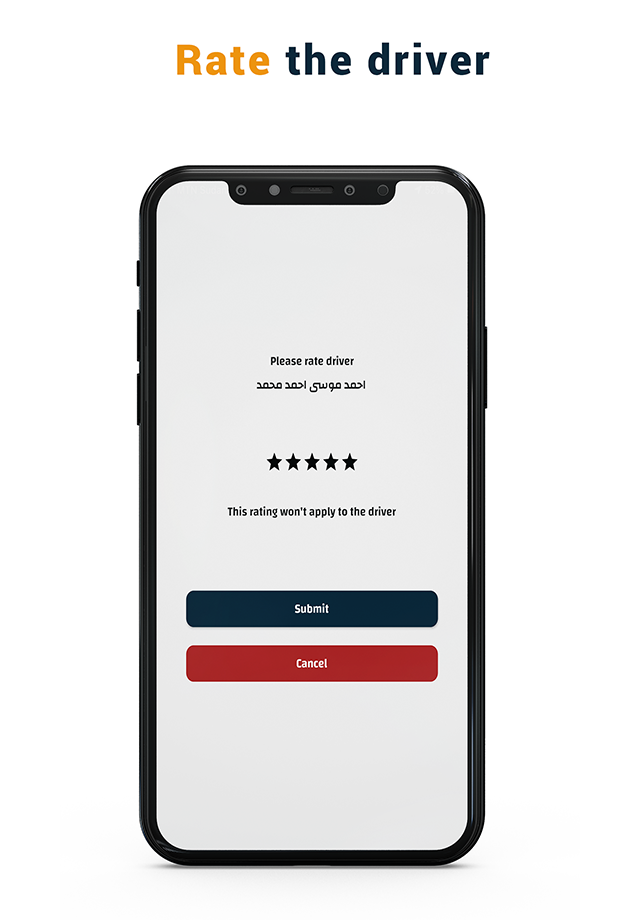 Rate the driver
Please rate driver
احمد موسى احمد محمد
This rating won't apply to the driver
Submit
Cancel